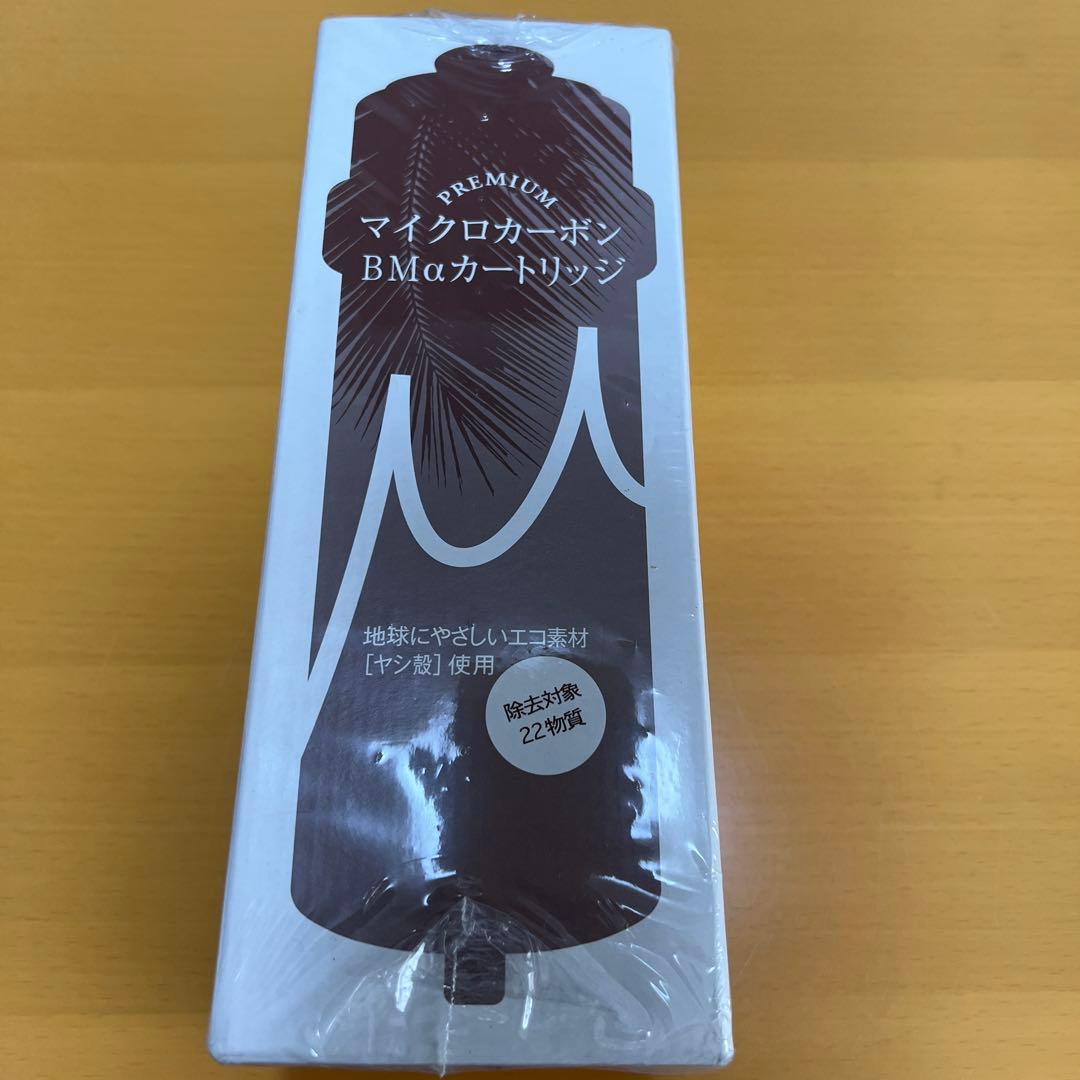 PREMIUM
マイクロカーボン
BMαカートリッジ
μ
地球にやさしいエコ素材
［ヤシ殻］使用
除去対象
22物質